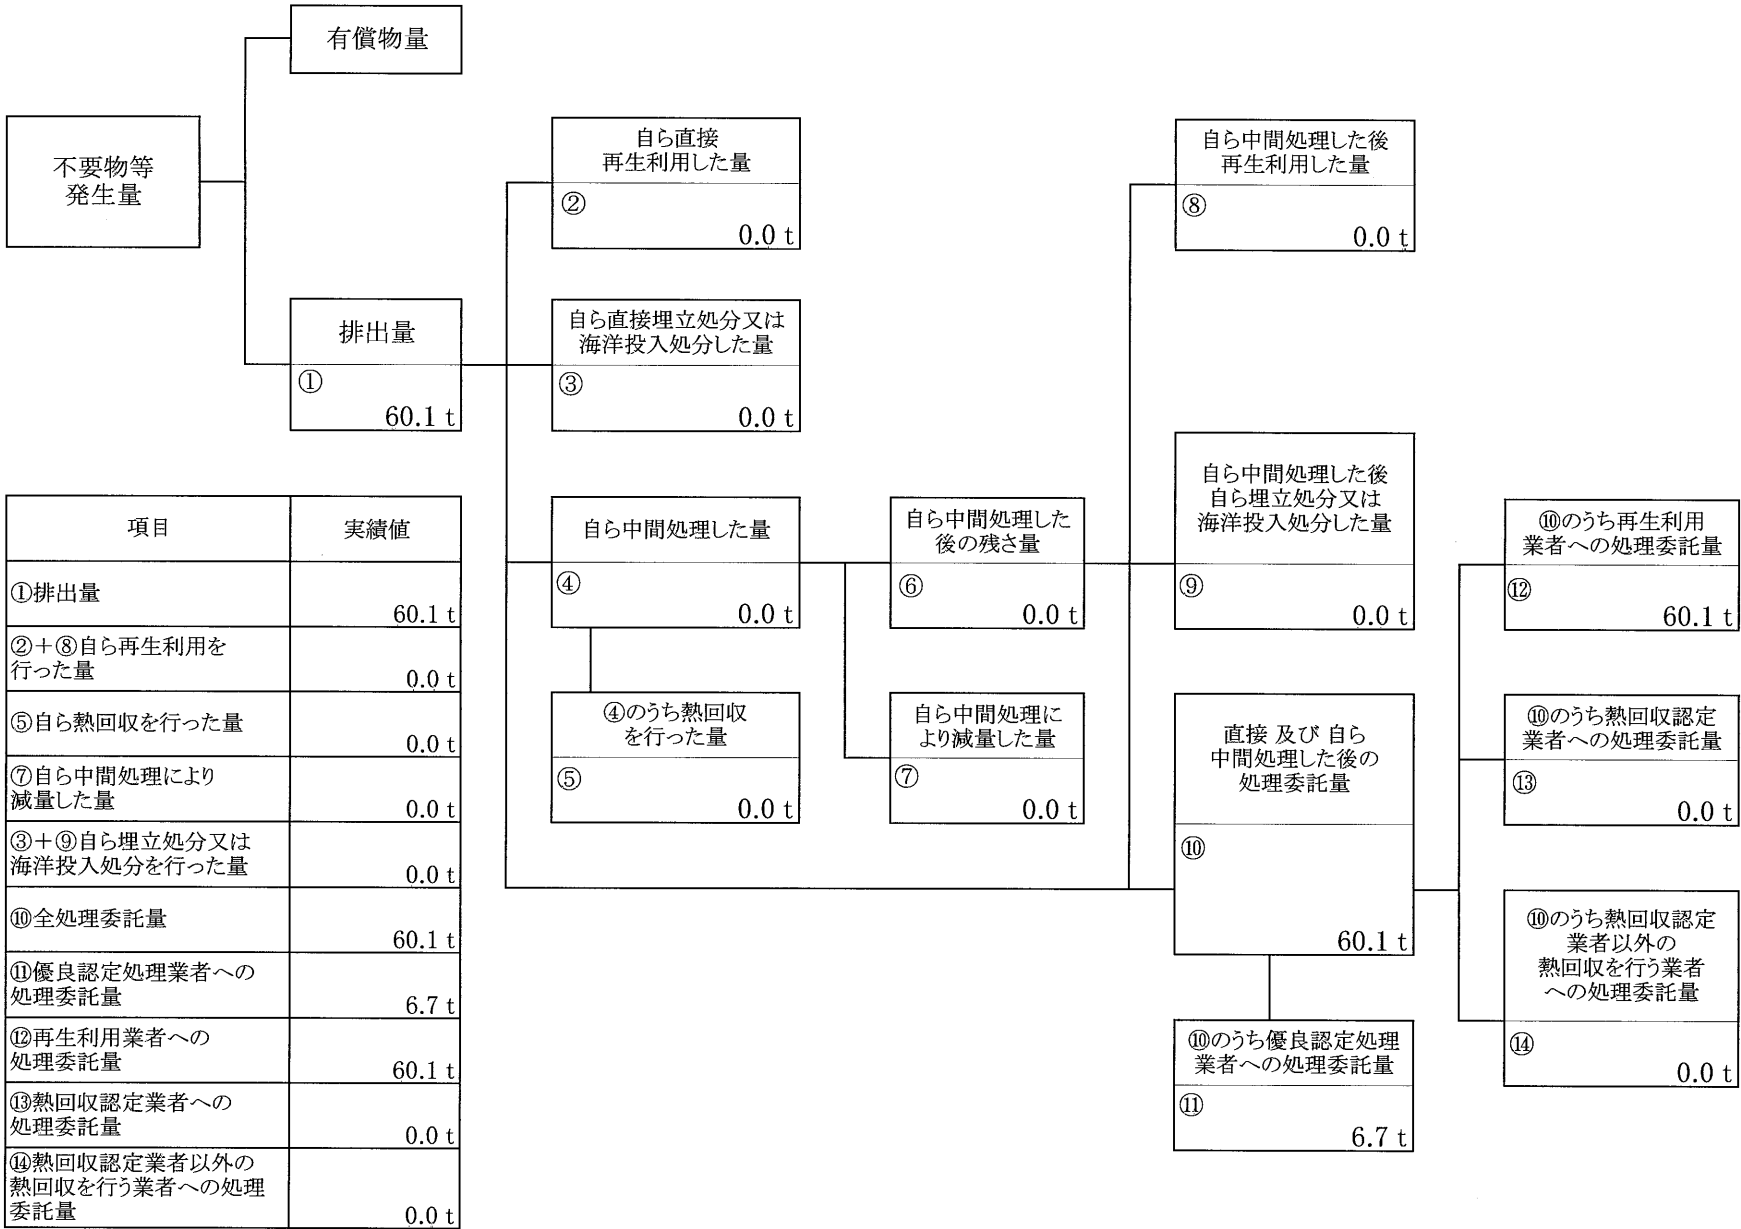 有償物量
不要物等
発生量
排出量
①
60.1 t
自ら直接
再生利用した量
②
0.0 t
自ら直接埋立処分又は
海洋投入処分した量
③
0.0 t
自ら中間処理した量
④
0.0 t
④のうち熱回収
を行った量
⑤
0.0 t
自ら中間処理した
後の残さ量
⑥
0.0 t
自ら中間処理に
より減量した量
⑦
0.0 t
自ら中間処理した後
再生利用した量
⑧
0.0 t
自ら中間処理した後
自ら埋立処分又は
海洋投入処分した量
⑨
0.0 t
直接 及び 自ら
中間処理した後の
処理委託量
⑩
60.1 t
⑩のうち優良認定処理
業者への処理委託量
⑪
6.7 t
⑩のうち再生利用
業者への処理委託量
⑫
60.1 t
⑩のうち熱回収認定
業者への処理委託量
⑬
0.0 t
⑩のうち熱回収認定
業者以外の
熱回収を行う業者
への処理委託量
⑭
0.0 t
項目 実績値
①排出量
60.1 t
②+⑧自ら再生利用を
行った量
0.0 t
⑤自ら熱回収を行った量
0.0 t
⑦自ら中間処理により
減量した量
0.0 t
③+⑨自ら埋立処分又は
海洋投入処分を行った量
0.0 t
⑩全処理委託量
60.1 t
⑪優良認定処理業者への
処理委託量
6.7 t
⑫再生利用業者への
処理委託量
60.1 t
⑬熱回収認定業者への
処理委託量
0.0 t
⑭熱回収認定業者以外の
熱回収を行う業者への処理
委託量
0.0 t